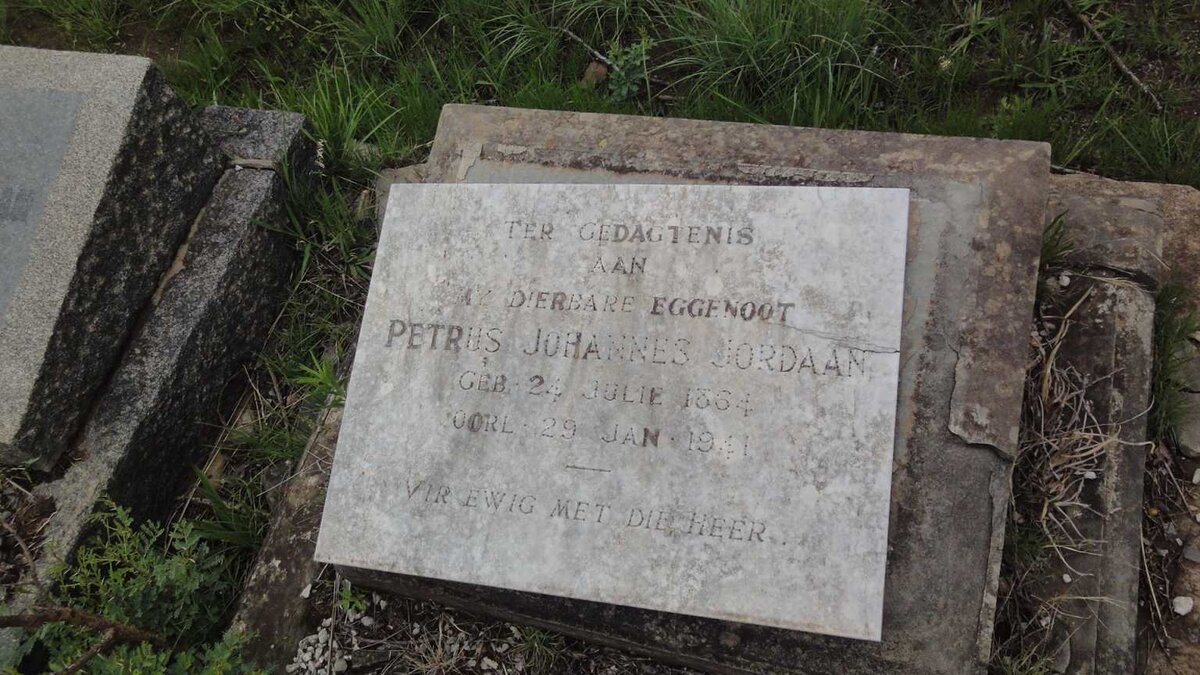 TER GEDAGTENIS
AAN
MY DIERBARE EGGENOOT
PETRUS JOHANNES JORDAAN
GEB. 24 JULIE 1864
OORL. 29 JAN. 1941
VIR EWIG MET DIE HEER.